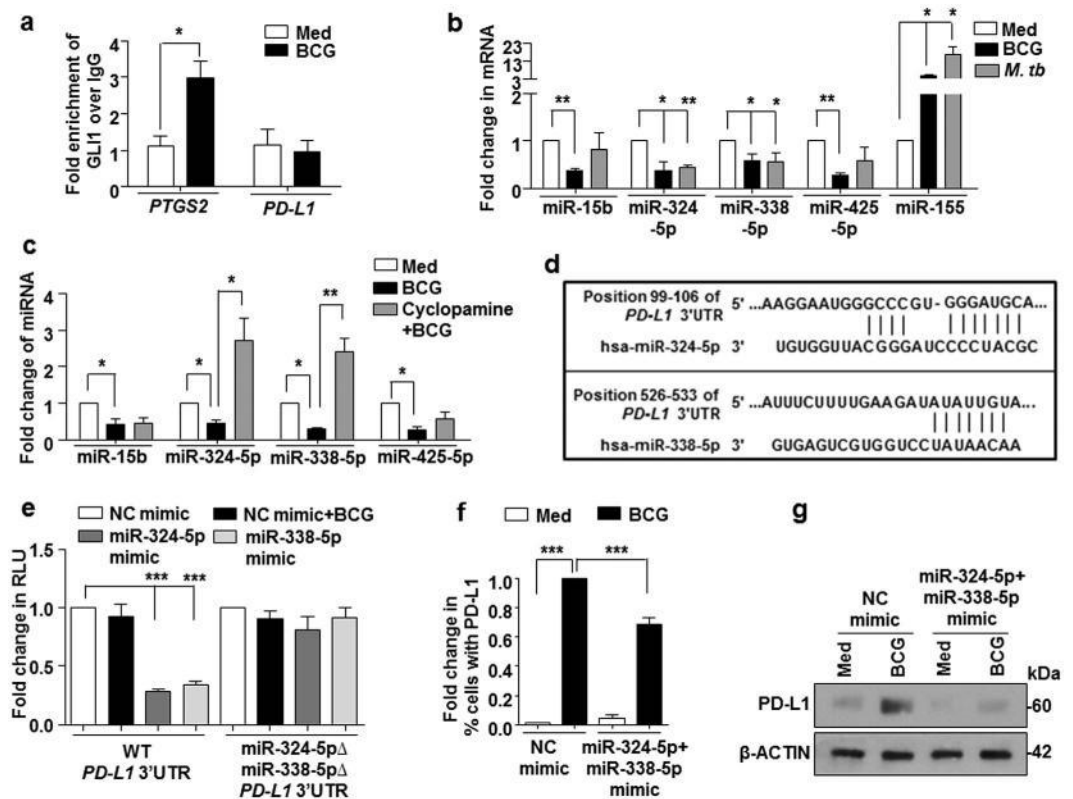 a
Fold enrichment of
GLI1 over IgG
*
Med
BCG
4
3
2
1
0
PTGS2
PD-L1
b
Fold change in mRNA
23
13
3
2
1
0
**
*
**
*
*
**
*
*
Med
BCG
M. tb
miR-15b
miR-324
-5p
miR-338
-5p
miR-425
-5p
miR-155
c
Fold change of miRNA
Med
BCG
Cyclopamine
+BCG
4
2
1
0
*
*
*
*
**
*
miR-15b
miR-324-5p
miR-338-5p
miR-425-5p
d
Position 99-106 of
PD-L1 3'UTR
5' ...AAGGAAUGGGCCCGU - GGGAUGCA...
hsa-miR-324-5p 3' UGUGGUUACGGGAUCCCCUACGC
Position 526-533 of
PD-L1 3'UTR
5' ...AUUUCUUUUGAAGAUAUAUUGUA...
hsa-miR-338-5p 3' GUGAGUCGUGGUCCUAUAACAA
e
NC mimic
NC mimic+BCG
miR-324-5p
mimic
miR-338-5p
mimic
Fold change in RLU
1.5
1.0
0.5
0.0
***
***
WT
PD-L1 3'UTR
miR-324-5pΔ
miR-338-5pΔ
PD-L1 3'UTR
f
Med
BCG
Fold change in
% cells with PD-L1
1.0
0.8
0.6
0.4
0.2
0.0
***
***
NC
mimic
miR-324-5p+
miR-338-5p
mimic
g
NC
mimic
miR-324-5p+
miR-338-5p
mimic
Med
BCG
Med
BCG
kDa
PD-L1
-60
β-ACTIN
-42